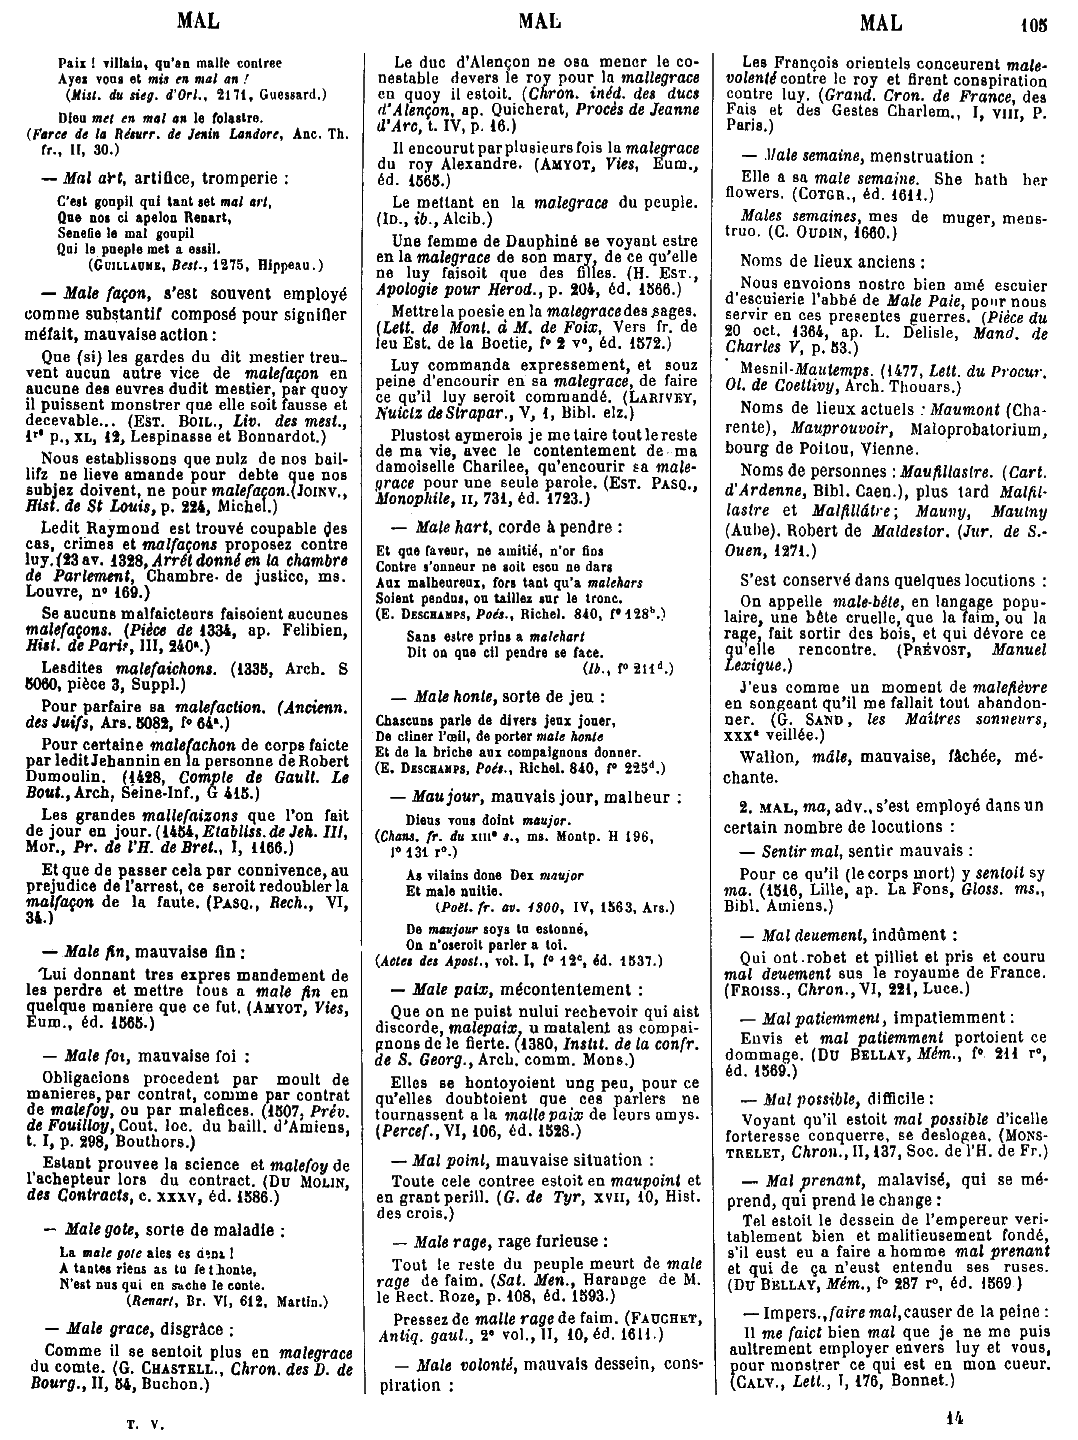 MAL MAL MAL 105
Paix ! villain, qu'en malle contree
Ayez vous et mis en mal an !
(Mist. du sieg. d'Orl., 2171, Guessard.)
Dieu met en mal an le folastre.
(Farce de la Résurr. de Jenin Landore, Anc. Th.
fr., II, 30.)
— Mal art, artifice, tromperie :
C'est goupil qui tant set mal art,
Que nos ci apelon Renart,
Senefie le mal goupil
Qui le pueple met a essil.
(GUILLAUME, Best., 1275, Hippeau.)
— Male façon, s'est souvent employé
comme substantif composé pour signifier
méfait, mauvaise action :
Que (si) les gardes du dit mestier treu-
vent aucun autre vice de malefaçon en
aucune des euvres dudit mestier, par quoy
il puissent monstrer que elle soit fausse et
decevable... (EST. BOIL., Liv. des mest.,
1re p., XL, 12, Lespinasse et Bonnardot.)
Nous establissons que nulz de nos bail-
lifz ne lieve amande pour debte que nos
subjez doivent, ne pour malefaçon.(JOINV.,
Hist. de St Louis, p. 224, Michel.)
Ledit Raymond est trouvé coupable des
cas, crimes et malfaçons proposez contre
luy.(23 av. 1328, Arrêt donné en la chambre
de Parlement, Chambre de justice, ms.
Louvre, n° 169.)
Se aucuns malfaicteurs faisoient aucunes
malefaçons. (Pièce de 1334, ap. Felibien,
Hist. de Paris, III, 240a.)
Lesdites malefaichons. (1335, Arch. S
5060, pièce 3, Suppl.)
Pour parfaire sa malefaction. (Ancienn.
des Juifs, Ars. 5082, f° 64a.)
Pour certaine malefachon de corps faicte
par ledit Jehannin en la personne de Robert
Dumoulin. (1428, Compte de Gault. Le
Bout., Arch, Seine-Inf., G 415.)
Les grandes mallefaizons que l'on fait
de jour en jour. (1454, Establiss. de Jeh. III,
Mor., Pr. de l'H. de Bret., I, 1166.)
Et que de passer cela par connivence, au
prejudice de l'arrest, ce seroit redoubler la
malfaçon de la faute. (PASQ., Rech., VI,
34.)
— Male fin, mauvaise fin :
Lui donnant tres expres mandement de
les perdre et mettre tous a male fin en
quelque maniere que ce fut. (AMYOT, Vies,
Eum., éd. 1565.)
— Male foi, mauvaise foi :
Obligacions procedent par moult de
manieres, par contrat, comme par contrat
de malefoy, ou par malefices. (1507, Prév.
de Fouilloy, Cout. loc. du baill. d'Amiens,
t. I, p. 298, Bouthors.)
Estant prouvee la science et malefoy de
l'achepteur lors du contract. (DU MOLIN,
des Contracts, c. XXXV, éd. 1586.)
— Male gote, sorte de maladie :
La male gote ales es denz !
A tantes riens as tu fet honte,
N'est nus qui en sache le conte.
(Renart, Br. VI, 612, Martin.)
— Male grace, disgrâce :
Comme il se sentoit plus en malegrace
du comte. (G. CHASTELL., Chron. des D. de
Bourg., II, 54, Buchon.)
T. V.
Le duc d'Alençon ne osa mener le co-
nestable devers le roy pour la mallegrace
en quoy il estoit. (Chron. inéd. des ducs
d'Alençon, ap. Quicherat, Procès de Jeanne
d'Arc, t. IV, p. 16.)
Il encourut par plusieurs fois la malegrace
du roy Alexandre. (AMYOT, Vies, Eum.,
éd. 1565.)
Le mettant en la malegrace du peuple.
(ID., ib., Alcib.)
Une femme de Dauphiné se voyant estre
en la malegrace de son mary, de ce qu'elle
ne luy faisoit que des filles. (H. EST.,
Apologie pour Herod., p. 204, éd. 1566.)
Mettre la poesie en la malegrace des sages.
(Lett. de Mont. à M. de Foix, Vers fr. de
feu Est. de la Boetie, f° 2 v°, éd. 1572.)
Luy commanda expressement, et souz
peine d'encourir en sa malegrace, de faire
ce qu'il luy seroit commandé. (LARIVEY,
Nuictz de Strapar., V, 1, Bibl. elz.)
Plustost aymerois je me taire tout le reste
de ma vie, avec le contentement de ma
damoiselle Charilee, qu'encourir sa male-
grace pour une seule parole. (EST. PASQ.,
Monophile, II, 731, éd. 1723.)
— Male hart, corde à pendre :
Et que faveur, ne amitié, n'or fins
Contre s'onneur ne soit escu ne dars
Aux malheureux, fors tant qu'a malehars
Soient pendus, ou taillez sur le tronc.
(E. DESCHAMPS, Poés., Richel. 840, f° 128b.)
Sans estre prins a malehart
Dit on que cil pendre se face.
(Ib., f° 211d.)
— Male honte, sorte de jeu :
Chascuns parle de divers jeux jouer,
De cliner l'œil, de porter male honte
Et de la briche aux compaignons donner.
(E. DESCHAMPS, Poés., Richel. 840, f° 225d.)
— Mau jour, mauvais jour, malheur :
Dieus vous doint maujor.
(Chans. fr. du XIIIe s., ms. Montp. H 196,
f° 131 r°.)
As vilains done Dex maujor
Et male nuitie.
(Poët. fr. av. 1300, IV, 1563, Ars.)
De maujour soys tu estonné,
On n'oseroit parler a toi.
(Actes des Apost., vol. I, f° 12c, éd. 1537.)
— Male paix, mécontentement :
Que on ne puist nului rechevoir qui aist
discorde, malepaix, u matalent as compai-
gnons de le fierte. (1380, Instit. de la confr.
de S. Georg., Arch. comm. Mons.)
Elles se hontoyoient ung peu, pour ce
qu'elles doubtoient que ces parlers ne
tournassent a la malle paix de leurs amys.
(Percef., VI, 106, éd. 1528.)
— Mal point, mauvaise situation :
Toute cele contree estoit en maupoint et
en grant perill. (G. de Tyr, XVII, 10, Hist.
des crois.)
— Male rage, rage furieuse :
Tout le reste du peuple meurt de male
rage de faim. (Sat. Men., Harange de M.
le Rect. Roze, p. 108, éd. 1593.)
Pressez de malle rage de faim. (FAUCHET,
Antiq. gaul., 2e vol., II, 10, éd. 1611.)
— Male volonté, mauvais dessein, cons-
piration :
Les François orientels conceurent male-
volenté contre le roy et firent conspiration
contre luy. (Grand. Cron. de France, des
Fais et des Gestes Charlem., I, VIII, P.
Paris.)
— Male semaine, menstruation :
Elle a sa male semaine. She hath her
flowers. (COTGR., éd. 1611.)
Males semaines, mes de muger, mens-
truo. (C. OUDIN, 1660.)
Noms de lieux anciens :
Nous envoions nostre bien amé escuier
d'escuierie l'abbé de Male Paie, pour nous
servir en ces presentes guerres. (Pièce du
20 oct. 1364, ap. L. Delisle, Mand. de
Charles V, p. 53.)
Mesnil-Mautemps. (1477, Lett. du Procur.
Ol. de Coettivy, Arch. Thouars.)
Noms de lieux actuels : Maumont (Cha-
rente), Mauprouvoir, Maloprobatorium,
bourg de Poitou, Vienne.
Noms de personnes : Maufillastre. (Cart.
d'Ardenne, Bibl. Caen.), plus tard Malfil-
lastre et Malfillâtre ; Mauny, Mautny
(Aube). Robert de Maldestor. (Jur. de S.-
Ouen, 1271.)
S'est conservé dans quelques locutions :
On appelle male-bête, en langage popu-
laire, une bête cruelle, que la faim, ou la
rage, fait sortir des bois, et qui dévore ce
qu'elle rencontre. (PRÉVOST, Manuel
Lexique.)
J'eus comme un moment de malefièvre
en songeant qu'il me fallait tout abandon-
ner. (G. SAND, les Maîtres sonneurs,
XXXe veillée.)
Wallon, mâle, mauvaise, fâchée, mé-
chante.
2. MAL, ma, adv., s'est employé dans un
certain nombre de locutions :
— Sentir mal, sentir mauvais :
Pour ce qu'il (le corps mort) y sentoit sy
ma. (1516, Lille, ap. La Fons, Gloss. ms.,
Bibl. Amiens.)
— Mal deuement, indûment :
Qui ont robet et pilliet et pris et couru
mal deuement sus le royaume de France.
(FROISS., Chron., VI, 221, Luce.)
— Mal patiemment, impatiemment :
Envis et mal patiemment portoient ce
dommage. (DU BELLAY, Mém., f° 211 r°,
éd. 1569.)
— Mal possible, difficile :
Voyant qu'il estoit mal possible d'icelle
forteresse conquerre, se deslogea. (MONS-
TRELET, Chron., II, 137, Soc. de l'H. de Fr.)
— Mal prenant, malavisé, qui se mé-
prend, qui prend le change :
Tel estoit le dessein de l'empereur veri-
tablement bien et malitieusement fondé,
s'il eust eu a faire a homme mal prenant
et qui de ça n'eust entendu ses ruses.
(DU BELLAY, Mém., f° 287 r°, éd. 1569)
— Impers., faire mal, causer de la peine :
Il me faict bien mal que je ne me puis
aultrement employer envers luy et vous,
pour monstrer ce qui est en mon cueur.
(CALV., Lett., I, 176, Bonnet.)
14